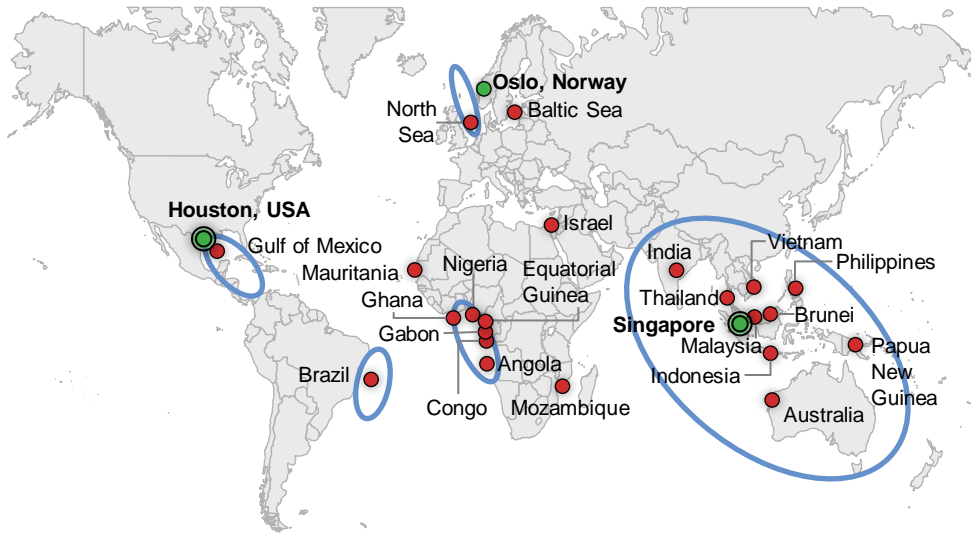 Oslo, Norway
North
Sea
Baltic Sea
Houston, USA
Gulf of Mexico
Israel
Mauritania
Nigeria
Equatorial
Guinea
Ghana
Gabon
Congo
Angola
Mozambique
Brazil
India
Vietnam
Philippines
Thailand
Singapore
Brunei
Malaysia
Indonesia
Papua
New
Guinea
Australia